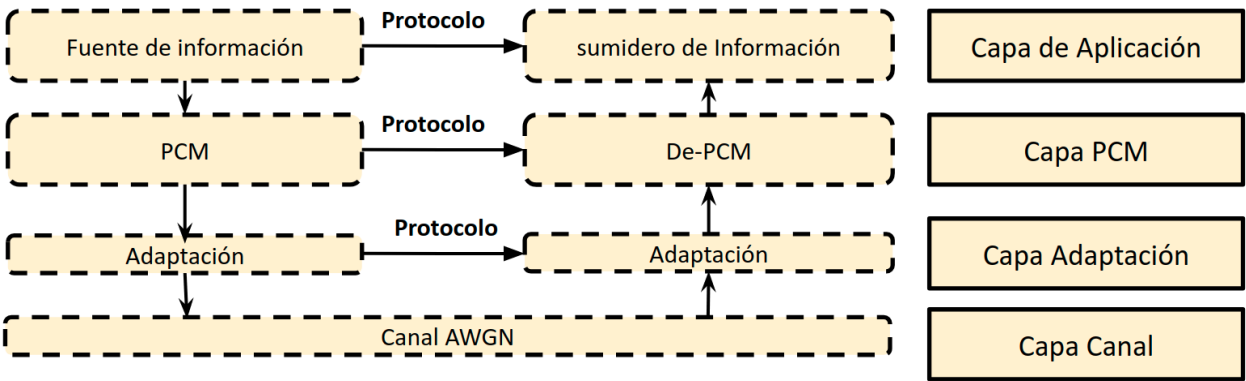 Protocolo
Fuente de información
sumidero de Información
Capa de Aplicación
Protocolo
PCM
De-PCM
Capa PCM
Protocolo
Adaptación
Adaptación
Capa Adaptación
Canal AWGN
Capa Canal